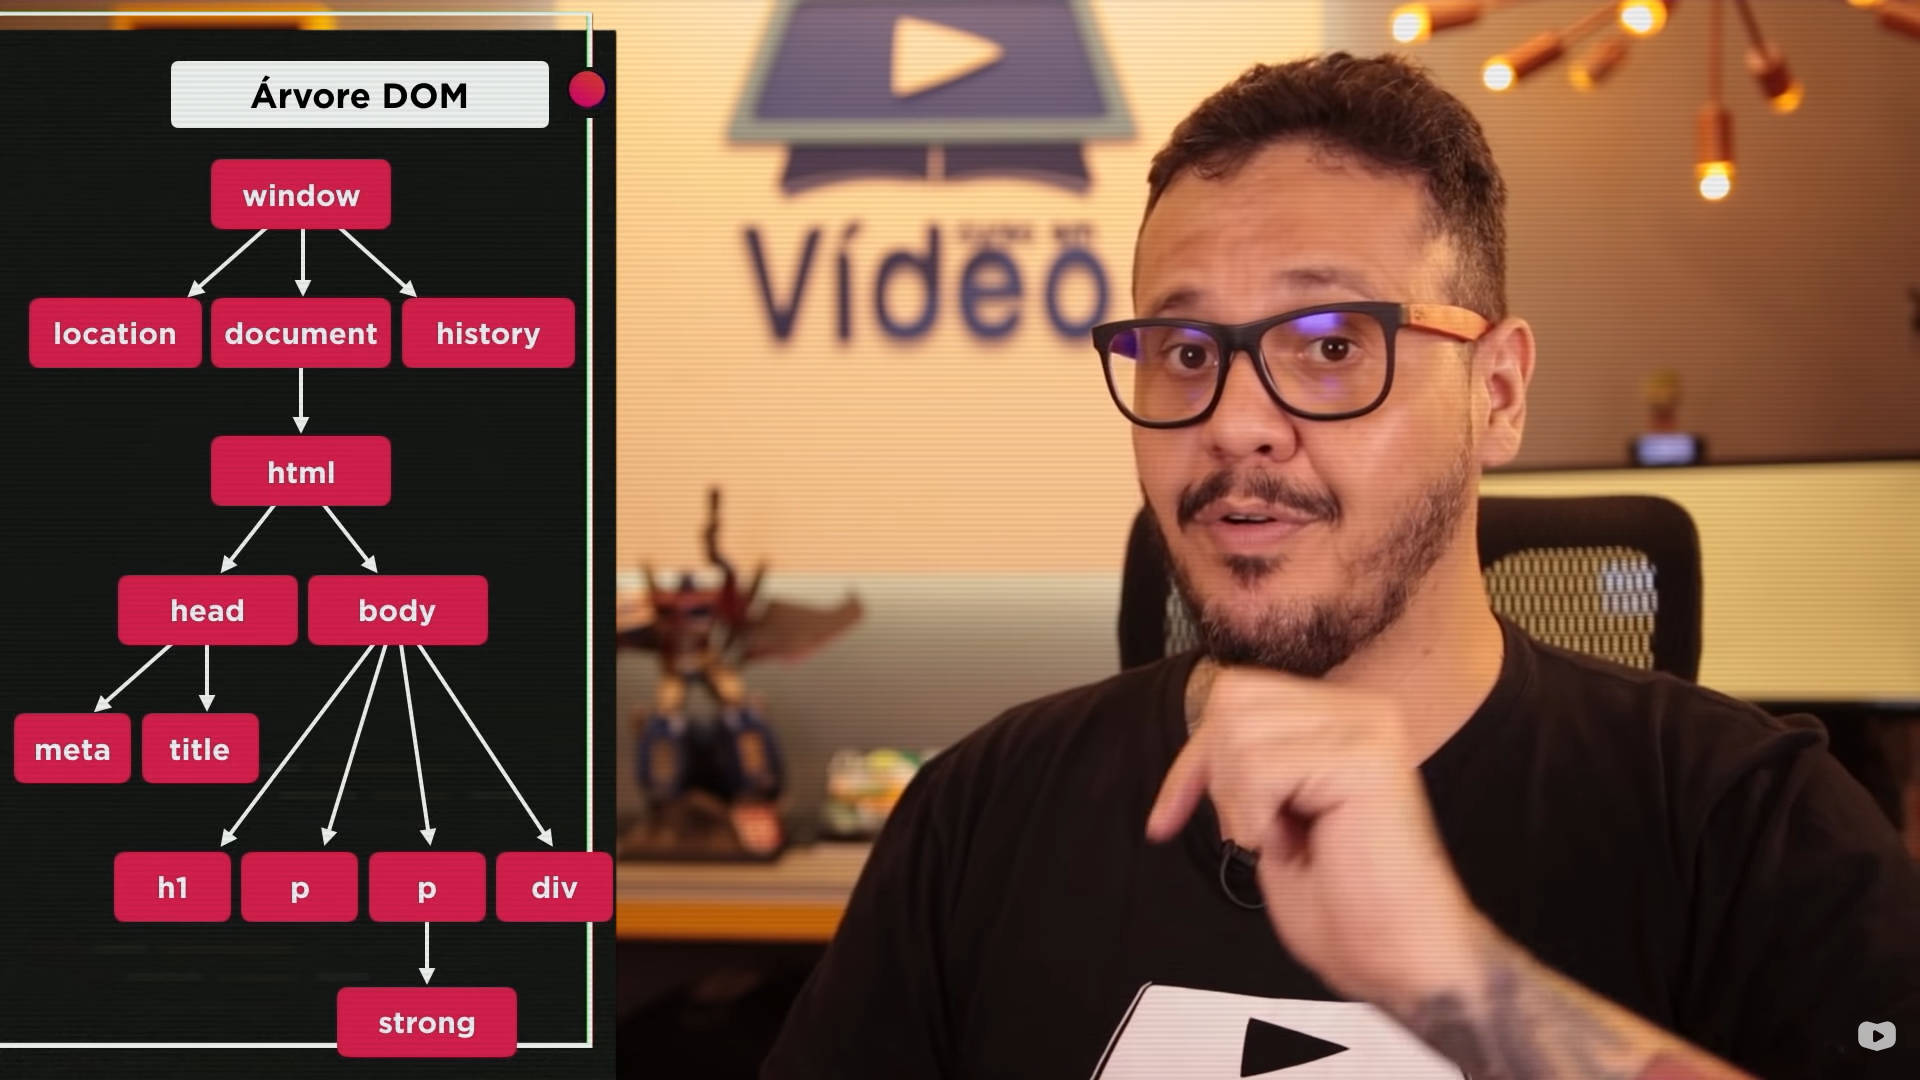 Árvore DOM
window
location
document
history
html
head
body
meta
title
h1
p
p
div
strong
Vídeo